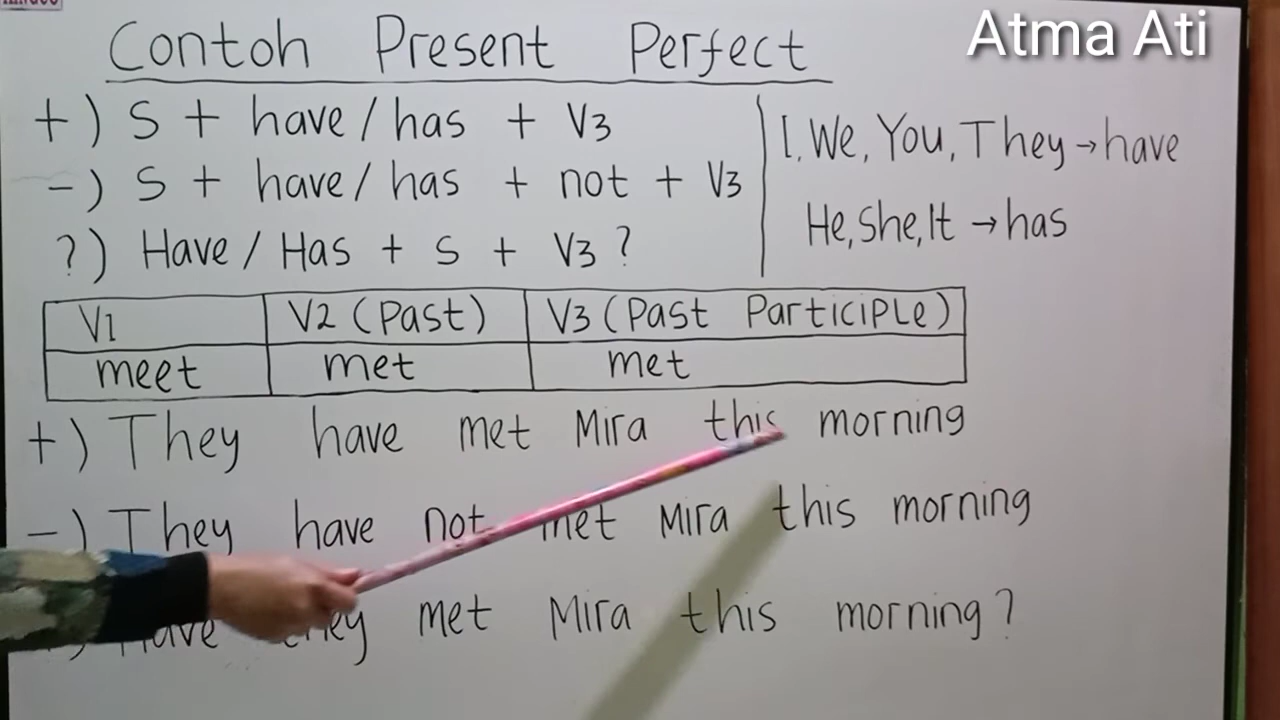 Atma Ati
Contoh Present Perfect
+) S + have / has + V3
-) S + have / has + not + V3
?) Have / Has + S + V3 ?
I, We, You, They → have
He, She, It → has
V1 V2 (Past) V3 (Past Participle)
meet met met
+) They have met Mira this morning
-) They have not met Mira this morning
Have they met Mira this morning?